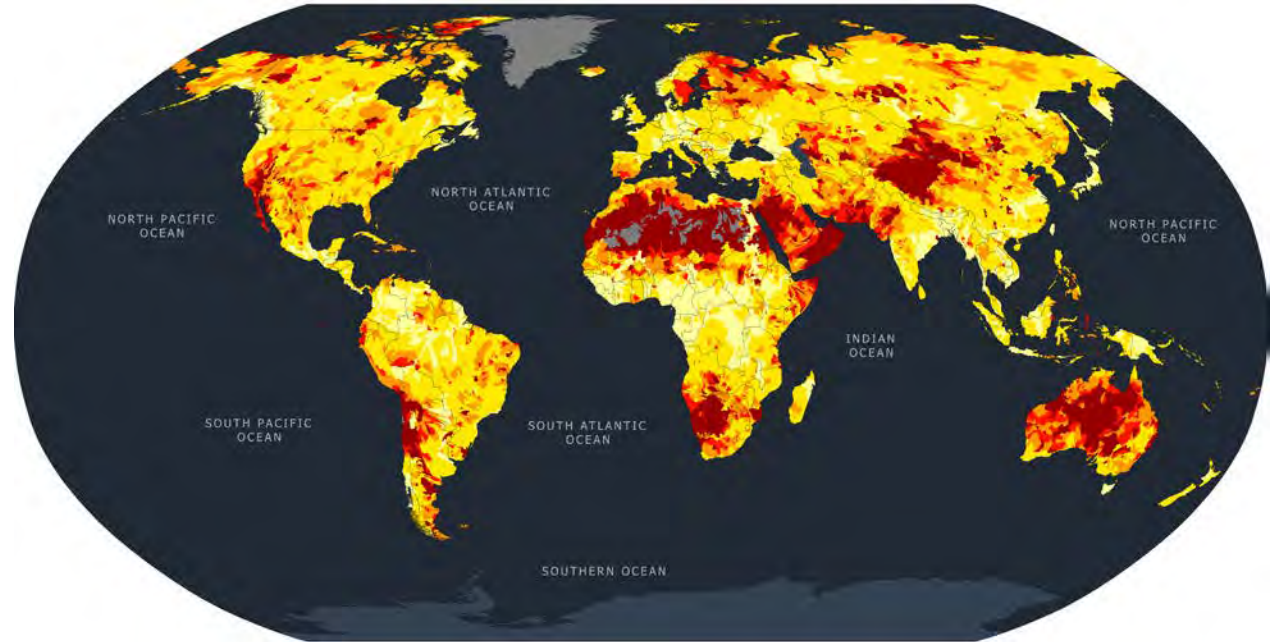 NORTH ATLANTIC
OCEAN
NORTH PACIFIC
OCEAN
NORTH PACIFIC
OCEAN
INDIAN
OCEAN
SOUTH PACIFIC
OCEAN
SOUTH ATLANTIC
OCEAN
SOUTHERN OCEAN